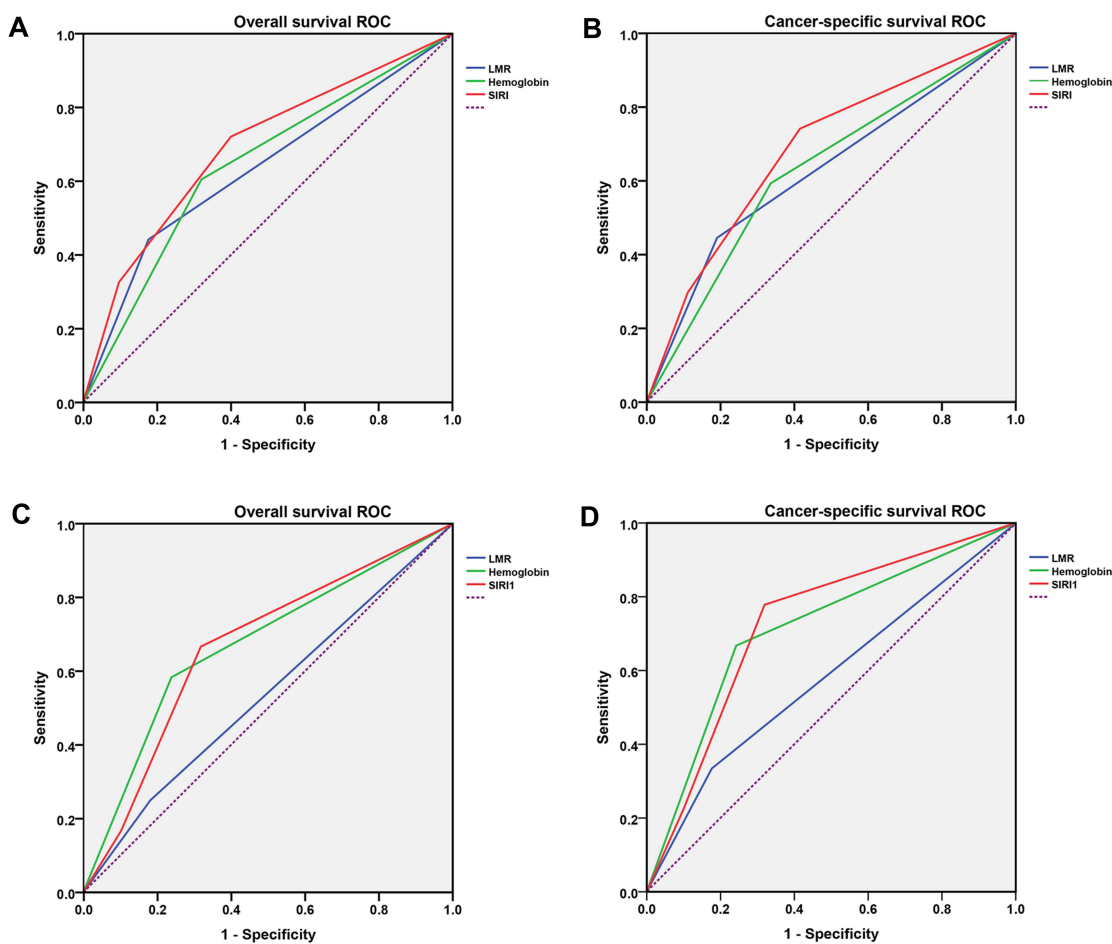 A
Overall survival ROC
1.0
0.8
0.6
0.4
0.2
0.0
Sensitivity
0.0 0.2 0.4 0.6 0.8 1.0
1 - Specificity
LMR
Hemoglobin
SIRI
B
Cancer-specific survival ROC
1.0
0.8
0.6
0.4
0.2
0.0
Sensitivity
0.0 0.2 0.4 0.6 0.8 1.0
1 - Specificity
LMR
Hemoglobin
SIRI
C
Overall survival ROC
1.0
0.8
0.6
0.4
0.2
0.0
Sensitivity
0.0 0.2 0.4 0.6 0.8 1.0
1 - Specificity
LMR
Hemoglobin
SIRI1
D
Cancer-specific survival ROC
1.0
0.8
0.6
0.4
0.2
0.0
Sensitivity
0.0 0.2 0.4 0.6 0.8 1.0
1 - Specificity
LMR
Hemoglobin
SIRI1